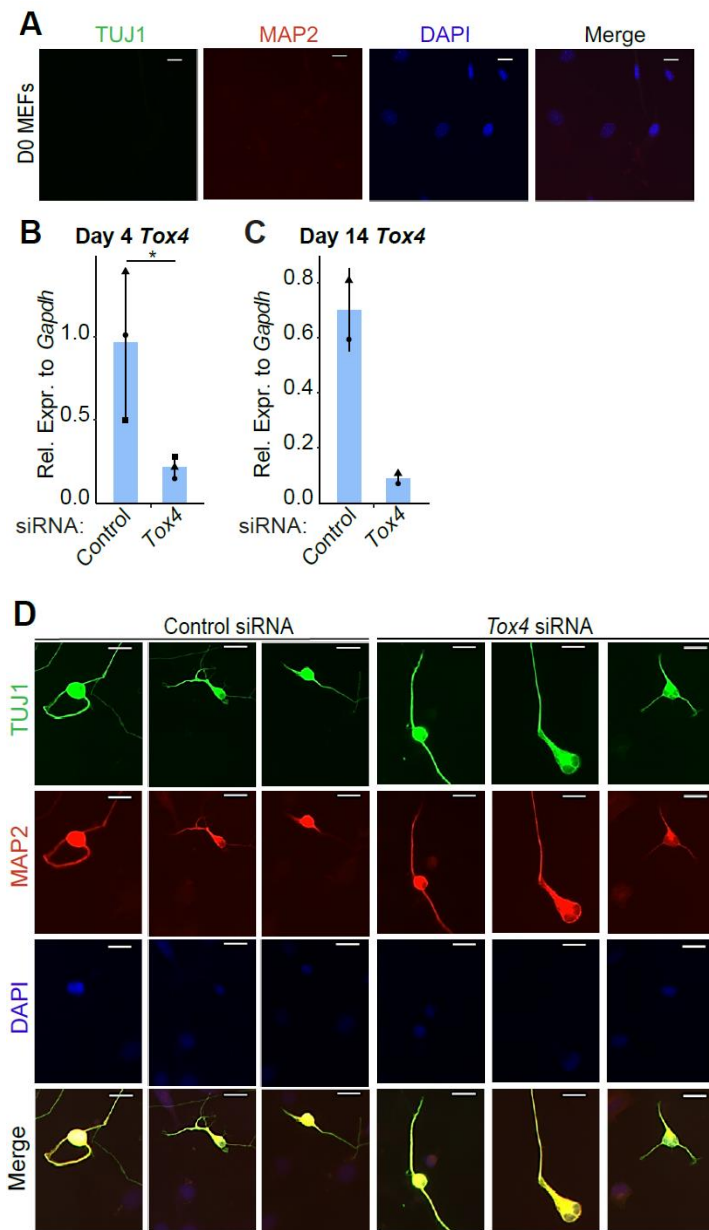 A
TUJ1 MAP2 DAPI Merge
D0 MEFs
B Day 4 Tox4
*
Rel. Expr. to Gapdh
1.0
0.5
0.0
siRNA: Control Tox4
C Day 14 Tox4
Rel. Expr. to Gapdh
0.8
0.6
0.4
0.2
0.0
siRNA: Control Tox4
D
Control siRNA Tox4 siRNA
TUJ1
MAP2
DAPI
Merge